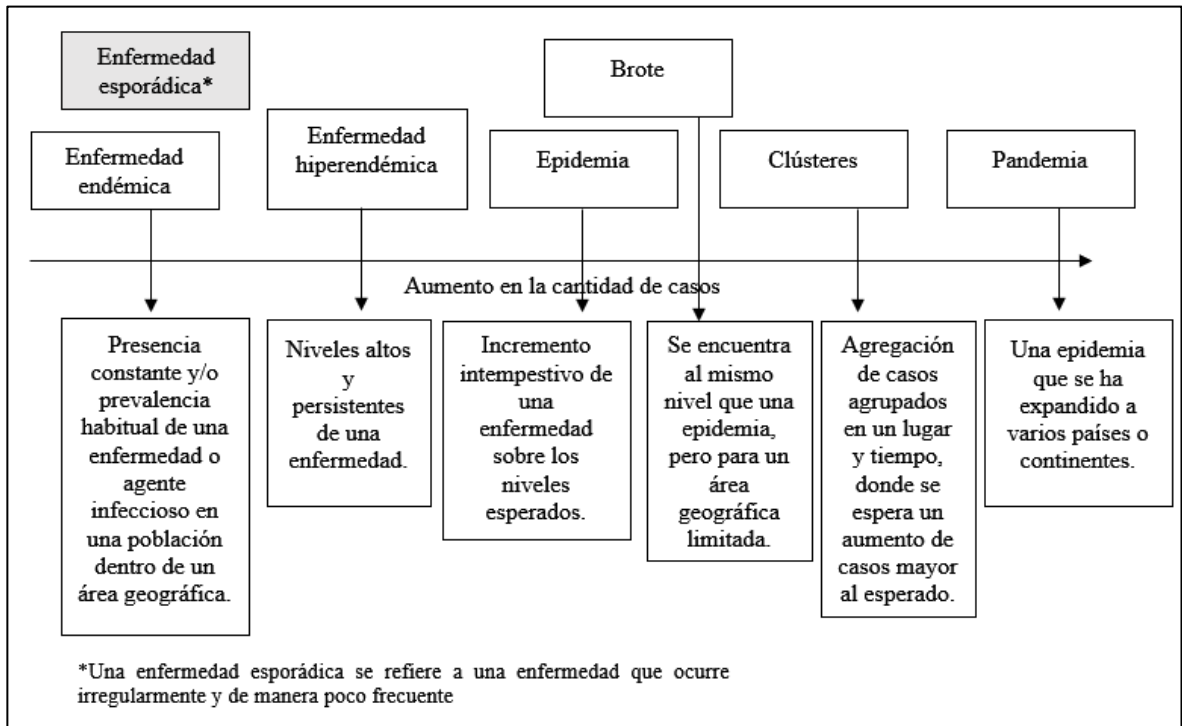 Enfermedad
esporádica*
Brote
Enfermedad
endémica
Enfermedad
hiperendémica
Epidemia
Clústeres
Pandemia
Aumento en la cantidad de casos
Presencia
constante y/o
prevalencia
habitual de una
enfermedad o
agente
infeccioso en
una población
dentro de un
área geográfica.
Niveles altos
y
persistentes
de una
enfermedad.
Incremento
intempestivo de
una
enfermedad
sobre los
niveles
esperados.
Se encuentra
al mismo
nivel que una
epidemia,
pero para un
área
geográfica
limitada.
Agregación
de casos
agrupados
en un lugar
y tiempo,
donde se
espera un
aumento de
casos mayor
al esperado.
Una epidemia
que se ha
expandido a
varios países o
continentes.
*Una enfermedad esporádica se refiere a una enfermedad que ocurre
irregularmente y de manera poco frecuente